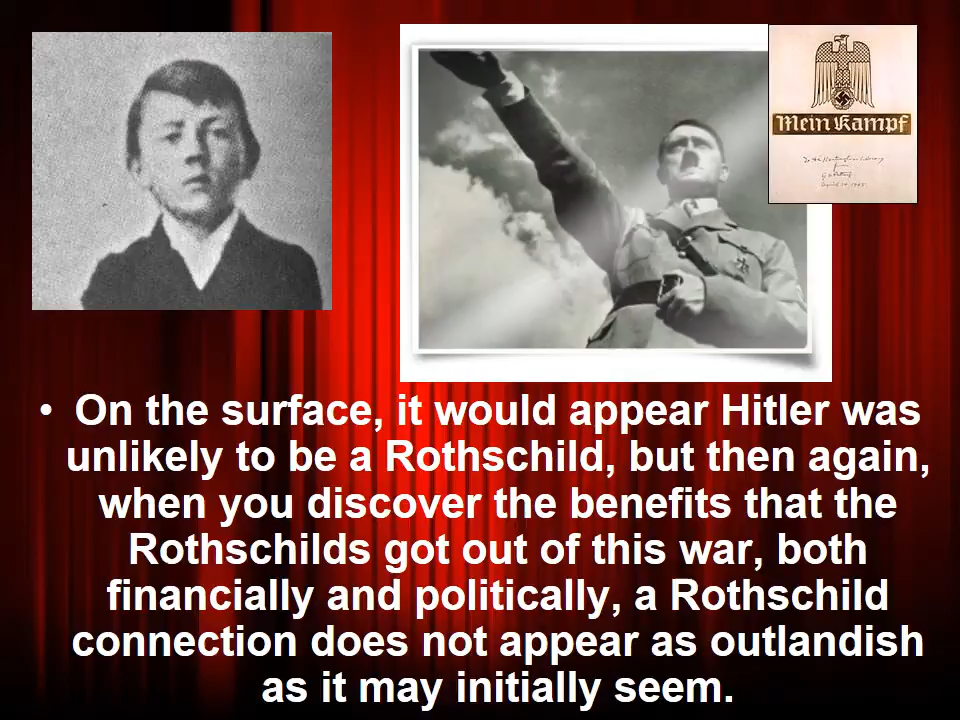 Mein Kampf
• On the surface, it would appear Hitler was
unlikely to be a Rothschild, but then again,
when you discover the benefits that the
Rothschilds got out of this war, both
financially and politically, a Rothschild
connection does not appear as outlandish
as it may initially seem.